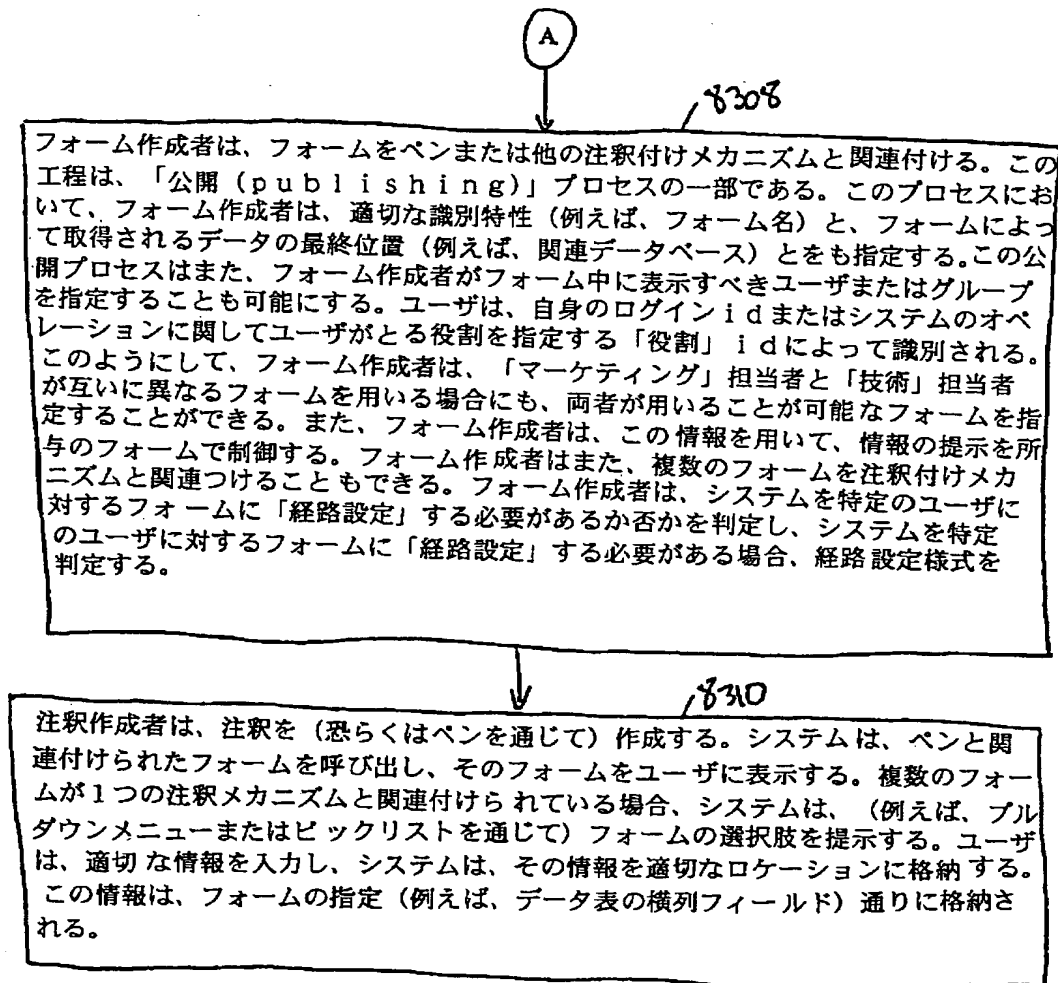 A
8308
フォーム作成者は、フォームをペンまたは他の注釈付けメカニズムと関連付ける。この
工程は、「公開（publishing）」プロセスの一部である。このプロセスにお
いて、フォーム作成者は、適切な識別特性（例えば、フォーム名）と、フォームによっ
て取得されるデータの最終位置（例えば、関連データベース）とをも指定する。この公
開プロセスはまた、フォーム作成者がフォーム中に表示すべきユーザまたはグループ
を指定することも可能にする。ユーザは、自身のログインidまたはシステムのオペ
レーションに関してユーザがとる役割を指定する「役割」idによって識別される。
このようにして、フォーム作成者は、「マーケティング」担当者と「技術」担当者
が互いに異なるフォームを用いる場合にも、両者が用いることが可能なフォームを指
定することができる。また、フォーム作成者は、この情報を用いて、情報の提示を所
与のフォームで制御する。フォーム作成者はまた、複数のフォームを注釈付けメカ
ニズムと関連つけることもできる。フォーム作成者は、システムを特定のユーザに
対するフォームに「経路設定」する必要があるか否かを判定し、システムを特定
のユーザに対するフォームに「経路設定」する必要がある場合、経路設定様式を
判定する。
8310
注釈作成者は、注釈を（恐らくはペンを通じて）作成する。システムは、ペンと関
連付けられたフォームを呼び出し、そのフォームをユーザに表示する。複数のフォー
ムが1つの注釈メカニズムと関連付けられている場合、システムは、（例えば、プル
ダウンメニューまたはピックリストを通じて）フォームの選択肢を提示する。ユーザ
は、適切な情報を入力し、システムは、その情報を適切なロケーションに格納する。
この情報は、フォームの指定（例えば、データ表の横列フィールド）通りに格納さ
れる。